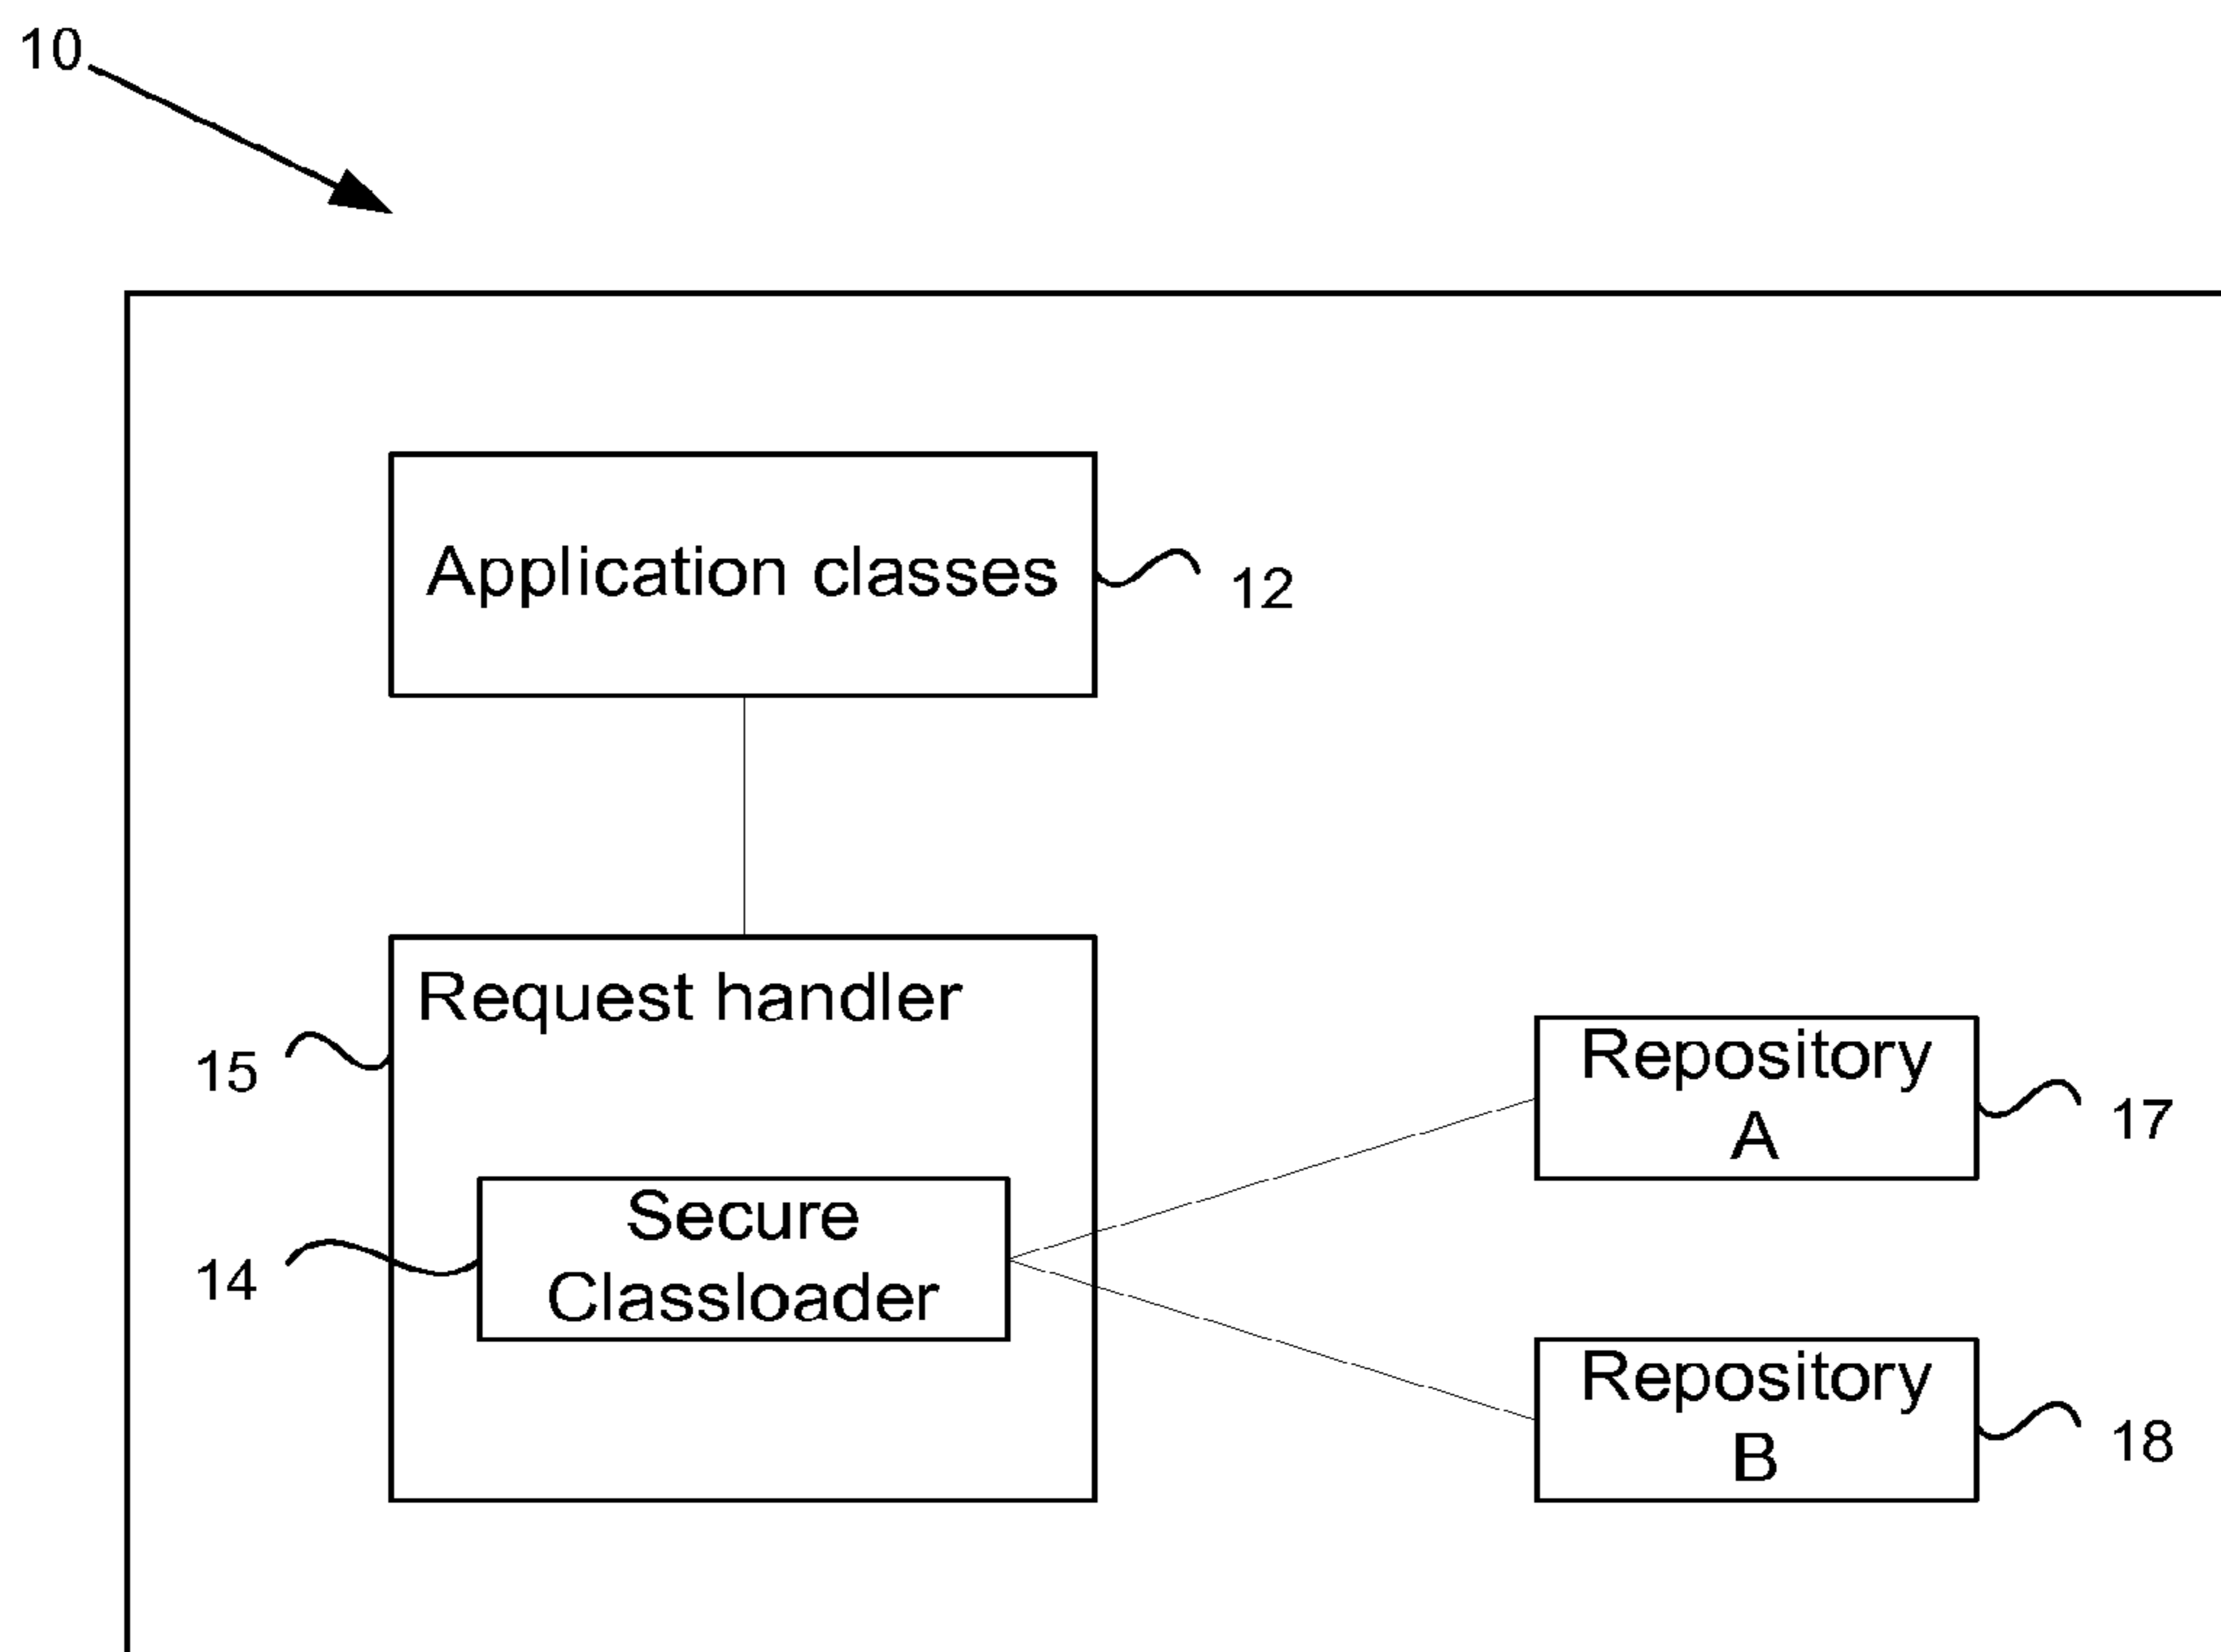 10
Application classes
12
Request handler
15
Secure
Classloader
14
Repository
A
17
Repository
B
18